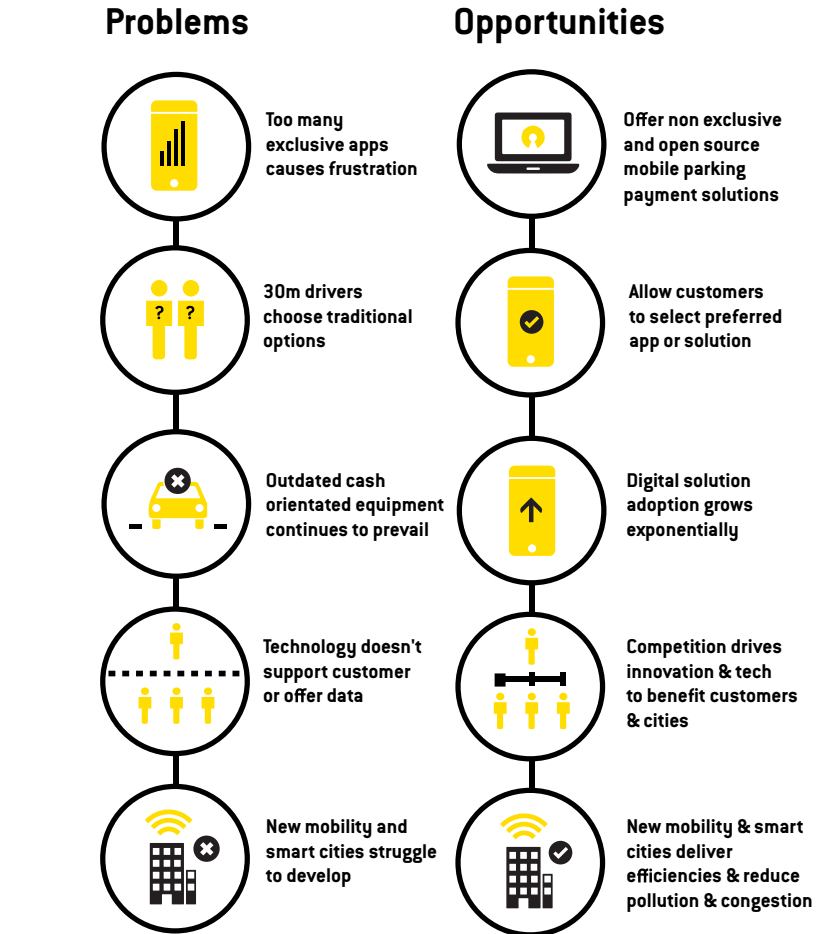 Problems
Too many
exclusive apps
causes frustration
? ?
30m drivers
choose traditional
options
Outdated cash
orientated equipment
continues to prevail
Technology doesn't
support customer
or offer data
New mobility and
smart cities struggle
to develop
Opportunities
Offer non exclusive
and open source
mobile parking
payment solutions
Allow customers
to select preferred
app or solution
Digital solution
adoption grows
exponentially
Competition drives
innovation & tech
to benefit customers
& cities
New mobility & smart
cities deliver
efficiencies & reduce
pollution & congestion